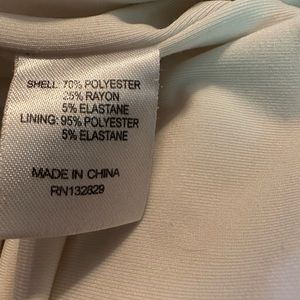 SHELL: 70% POLYESTER
25% RAYON
5% ELASTANE
LINING: 95% POLYESTER
5% ELASTANE
MADE IN CHINA
RN132829